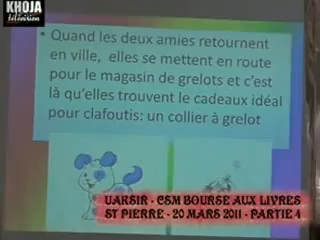 KHOJA
télévision
• Quand les deux amies retournent
en ville, elles se mettent en route
pour le magasin de grelots et c'est
là qu'elles trouvent le cadeaux idéal
pour clafoutis: un collier à grelot
UARSIR - CSM BOURSE AUX LIVRES
ST PIERRE - 20 MARS 2011 - PARTIE 4